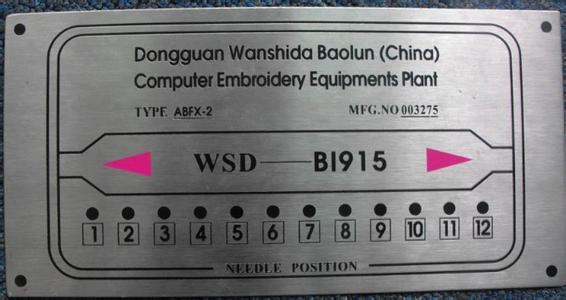 Dongguan Wanshida Baolun (China)
Computer Embroidery Equipments Plant
TYPE ABFX-2 MFG.NO 003275
WSD—BI915
1 2 3 4 5 6 7 8 9 10 11 12
NEEDLE POSITION